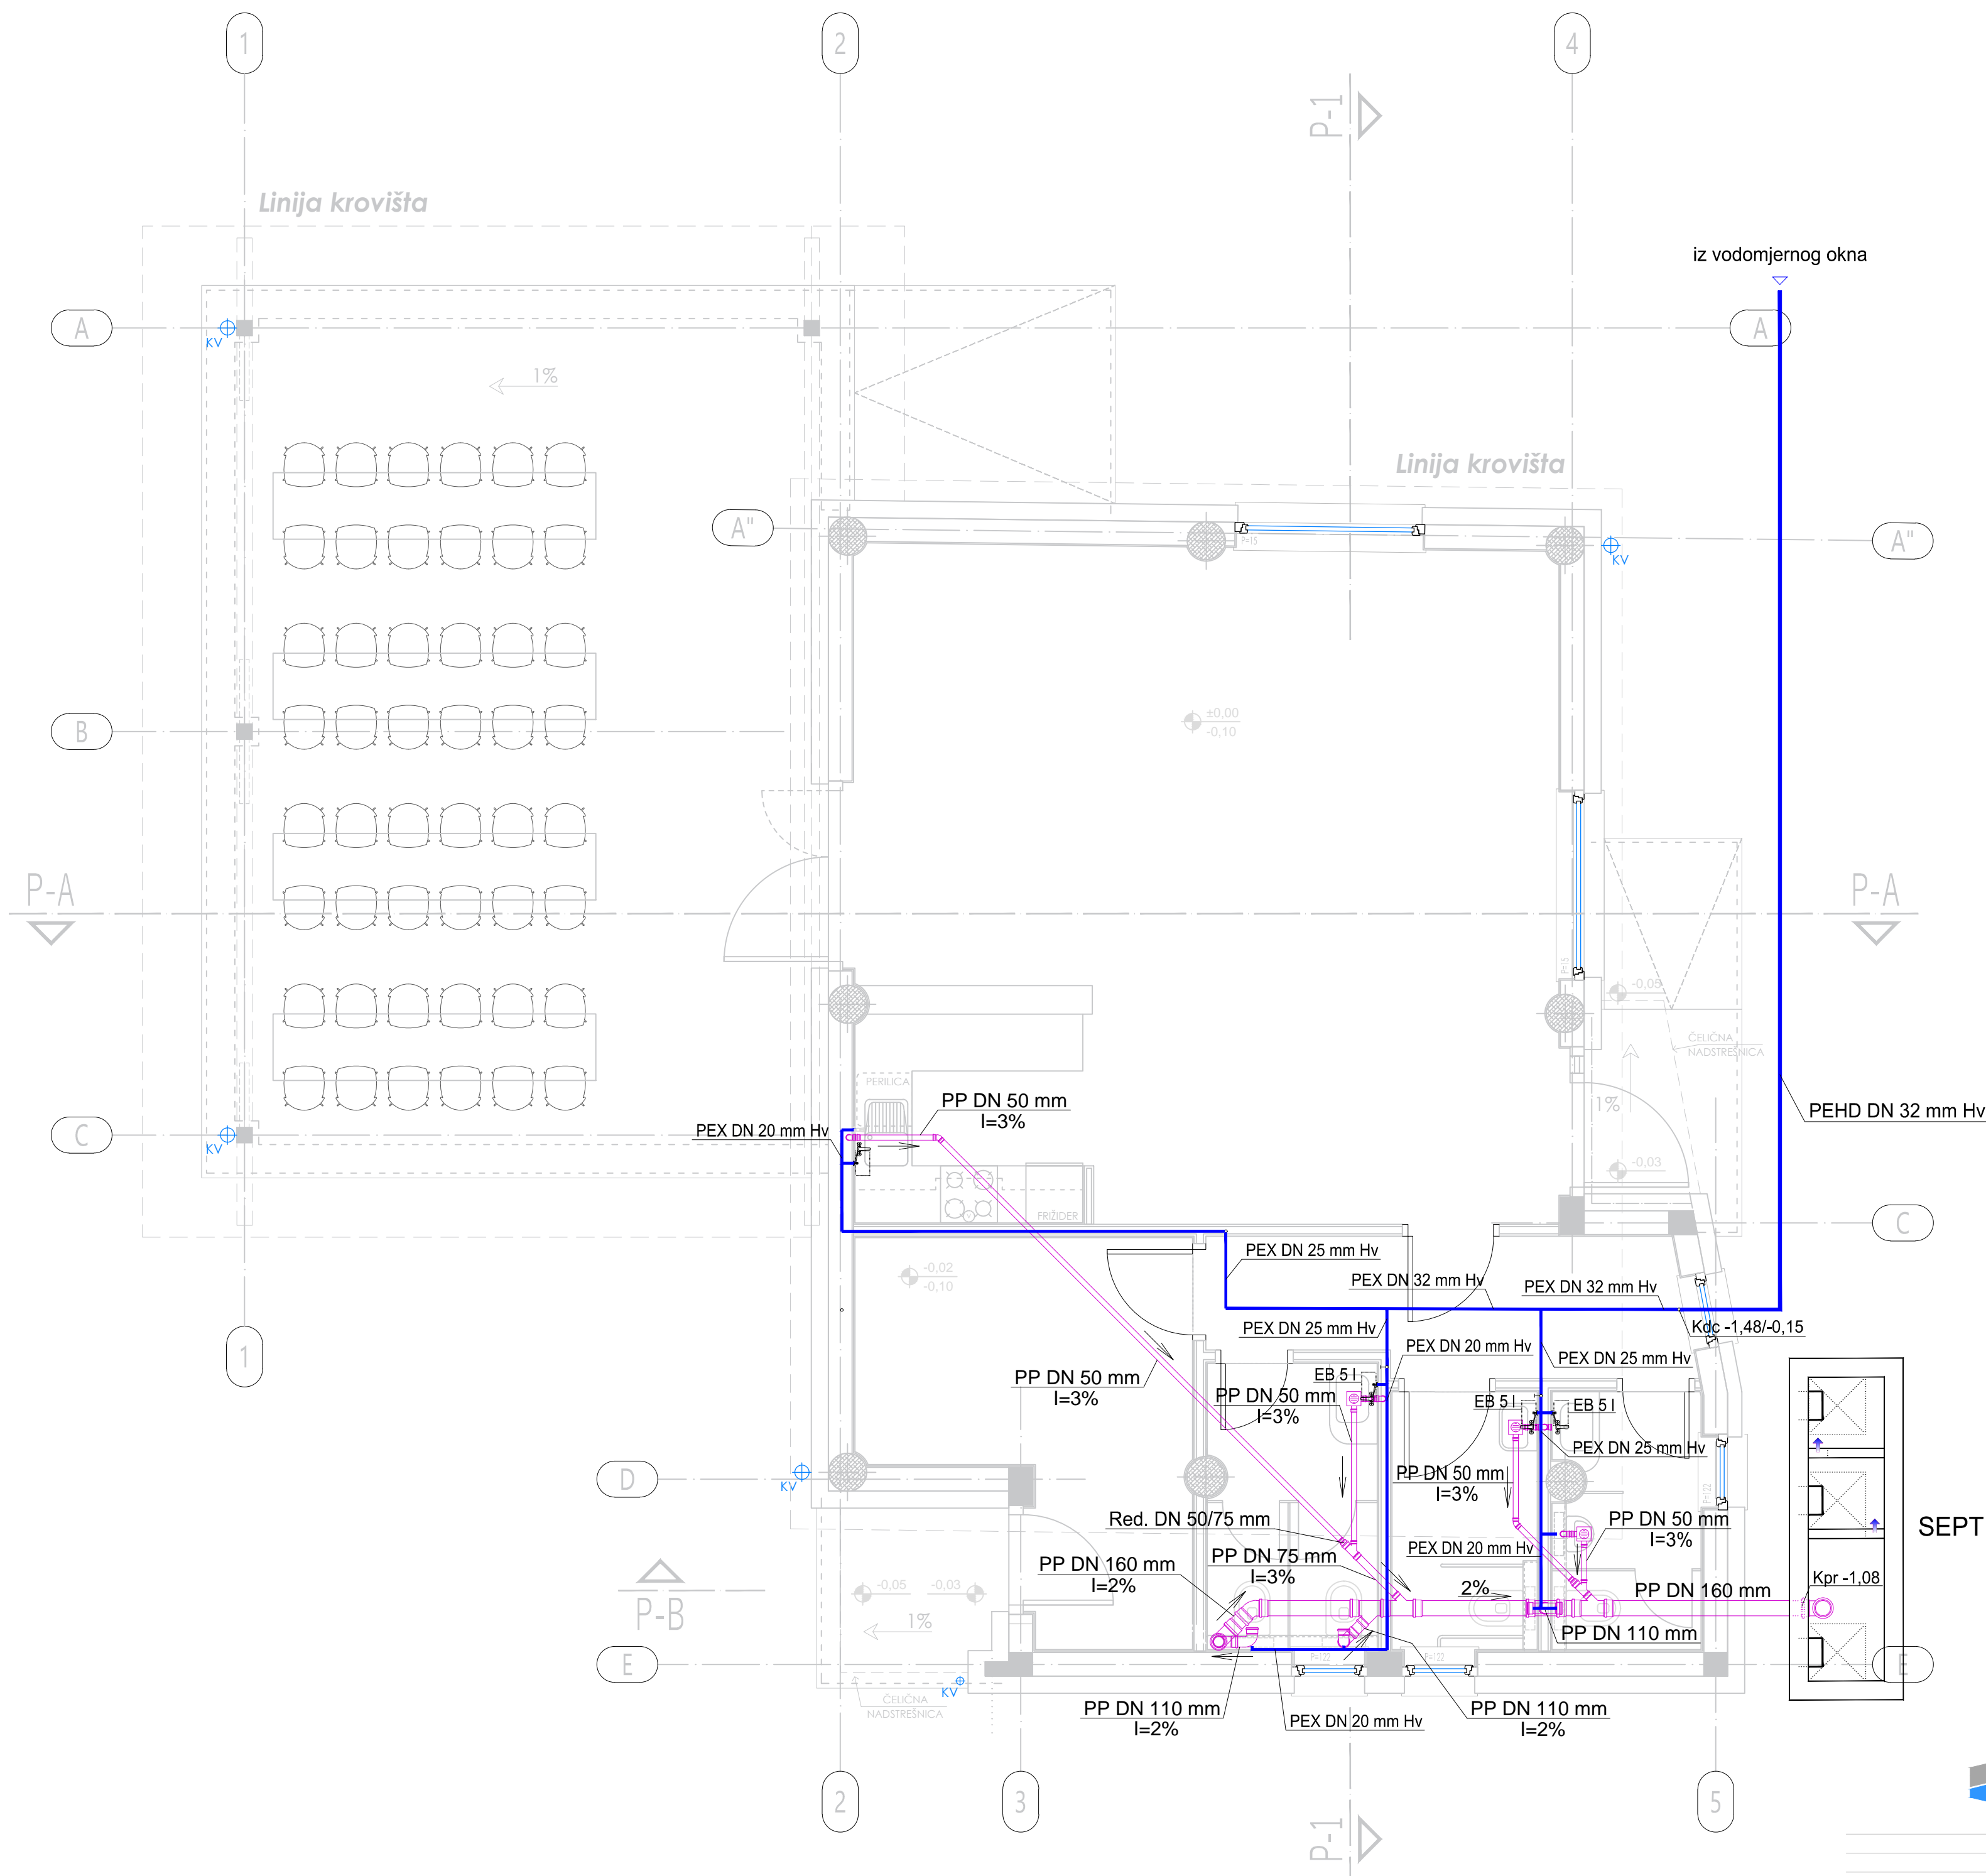 1
2
4
P-1
Linija krovišta
iz vodomjernog okna
A
A
KV
1%
Linija krovišta
A"
A"
P=15
KV
±0,00
-0,10
B
P-A
P-A
P=15
-0,05
ČELIČNA
NADSTREŠNICA
PERILICA
PP DN 50 mm
I=3%
1%
PEHD DN 32 mm Hv
C
KV
PEX DN 20 mm Hv
-0,03
FRIŽIDER
C
PEX DN 25 mm Hv
-0,02
-0,10
PEX DN 32 mm Hv
PEX DN 32 mm Hv
PEX DN 25 mm Hv
Kdc -1,48/-0,15
1
PEX DN 20 mm Hv
PEX DN 25 mm Hv
PP DN 50 mm
I=3%
EB 5 l
PP DN 50 mm
I=3%
EB 5 l
EB 5 l
PEX DN 25 mm Hv
D
KV
PP DN 50 mm
I=3%
P=122
Red. DN 50/75 mm
PP DN 50 mm
I=3%
SEPT
PP DN 160 mm
I=2%
PP DN 75 mm
I=3%
PEX DN 20 mm Hv
-0,05
-0,03
2%
PP DN 160 mm
Kpr -1,08
P-B
1%
PP DN 110 mm
E
P=122
P=122
E
KV
ČELIČNA
NADSTREŠNICA
PP DN 110 mm
I=2%
PEX DN 20 mm Hv
PP DN 110 mm
I=2%
2
3
5
P-1